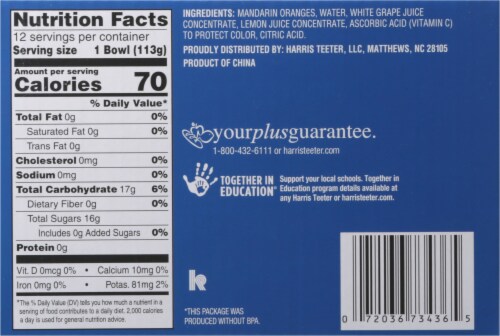 Nutrition Facts
12 servings per container
Serving size 1 Bowl (113g)
Amount per serving
Calories 70
% Daily Value*
Total Fat 0g 0%
Saturated Fat 0g 0%
Trans Fat 0g
Cholesterol 0mg 0%
Sodium 0mg 0%
Total Carbohydrate 17g 6%
Dietary Fiber 0g 0%
Total Sugars 16g
Includes 0g Added Sugars 0%
Protein 0g
Vit. D 0mcg 0% • Calcium 10mg 0%
Iron 0mg 0% • Potas. 81mg 2%
*The % Daily Value (DV) tells you how much a nutrient in a
serving of food contributes to a daily diet. 2,000 calories
a day is used for general nutrition advice.
INGREDIENTS: MANDARIN ORANGES, WATER, WHITE GRAPE JUICE
CONCENTRATE, LEMON JUICE CONCENTRATE, ASCORBIC ACID (VITAMIN C)
TO PROTECT COLOR, CITRIC ACID.
PROUDLY DISTRIBUTED BY: HARRIS TEETER, LLC, MATTHEWS, NC 28105
PRODUCT OF CHINA
yourplusguarantee.
1-800-432-6111 or harristeeter.com
TOGETHER IN
EDUCATION®
Support your local schools. Together in
Education program details available at
any Harris Teeter or harristeeter.com.
K
*THIS PACKAGE WAS
PRODUCED WITHOUT BPA.
0 72036 73436 5